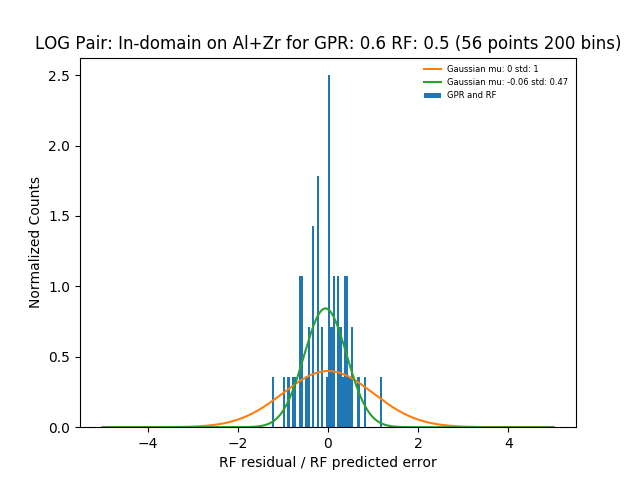 LOG Pair: In-domain on Al+Zr for GPR: 0.6 RF: 0.5 (56 points 200 bins)
Gaussian mu: 0 std: 1
Gaussian mu: -0.06 std: 0.47
GPR and RF
Normalized Counts
2.5
2.0
1.5
1.0
0.5
0.0
−4
−2
0
2
4
RF residual / RF predicted error